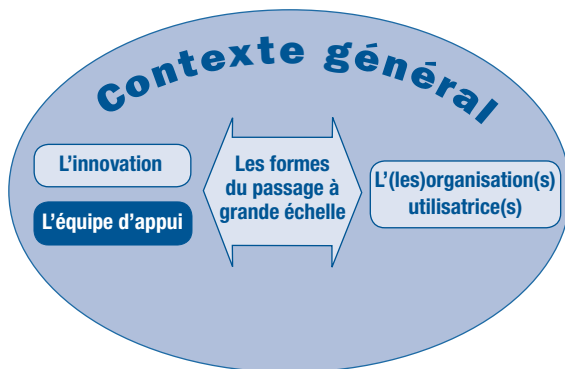 Contexte général
L'innovation
L'équipe d'appui
Les formes
du passage à
grande échelle
L'(les)organisation(s)
utilisatrice(s)